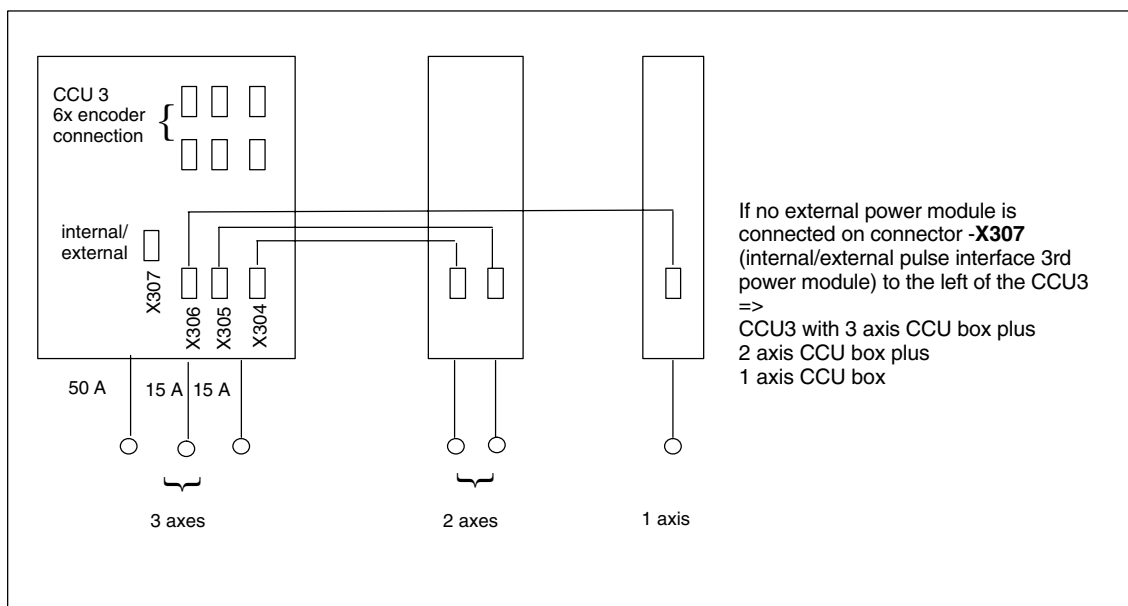 CCU 3
6x encoder
connection
{
internal/
external
X307
X306
X305
X304
50 A
15 A
15 A
3 axes
2 axes
1 axis
If no external power module is
connected on connector -X307
(internal/external pulse interface 3rd
power module) to the left of the CCU3
=>
CCU3 with 3 axis CCU box plus
2 axis CCU box plus
1 axis CCU box